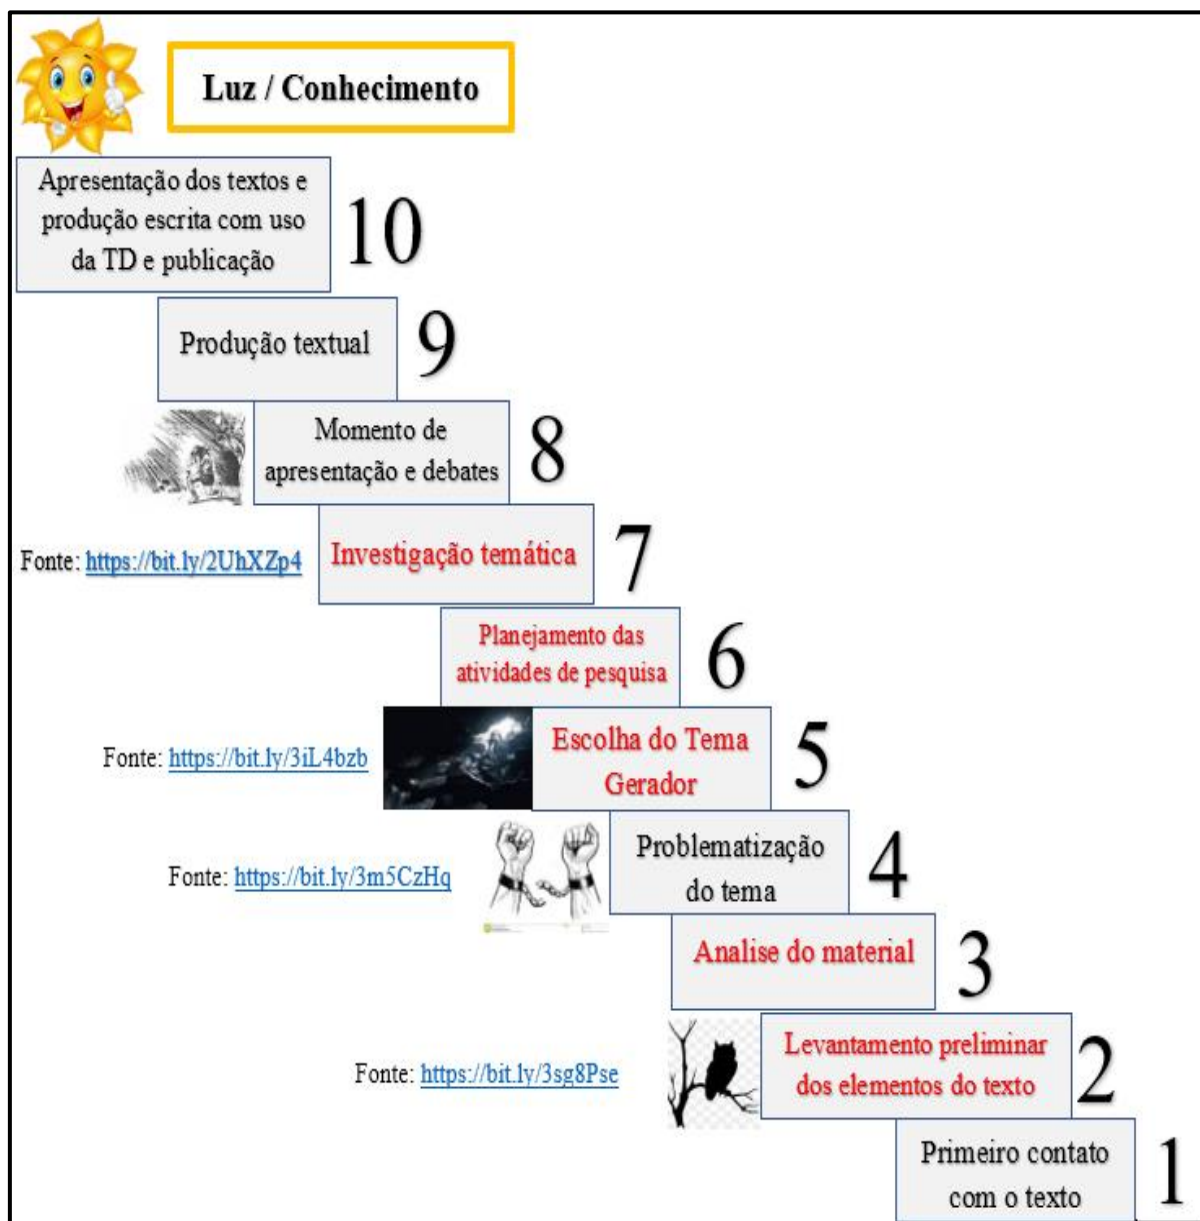 Luz / Conhecimento
Apresentação dos textos e
produção escrita com uso
da TD e publicação
10
Produção textual
9
Momento de
apresentação e debates
8
Fonte: https://bit.ly/2UhXZp4
Investigação temática
7
Planejamento das
atividades de pesquisa
6
Fonte: https://bit.ly/3iL4bzb
Escolha do Tema
Gerador
5
Fonte: https://bit.ly/3m5CzHq
Problematização
do tema
4
Analise do material
3
Fonte: https://bit.ly/3sg8Pse
Levantamento preliminar
dos elementos do texto
2
Primeiro contato
com o texto
1